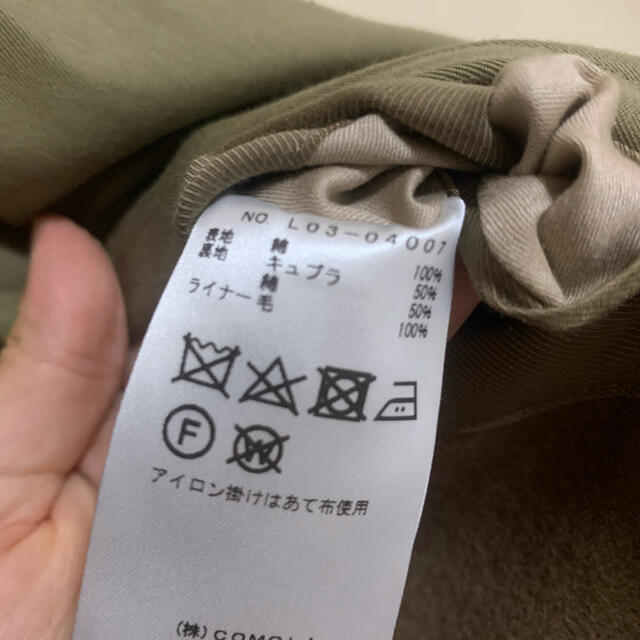 NO L03-04001
表地 綿 100%
裏地 キュプラ 50%
綿 50%
ライナー 毛 100%
F
W
アイロン掛けはあて布使用
(株)